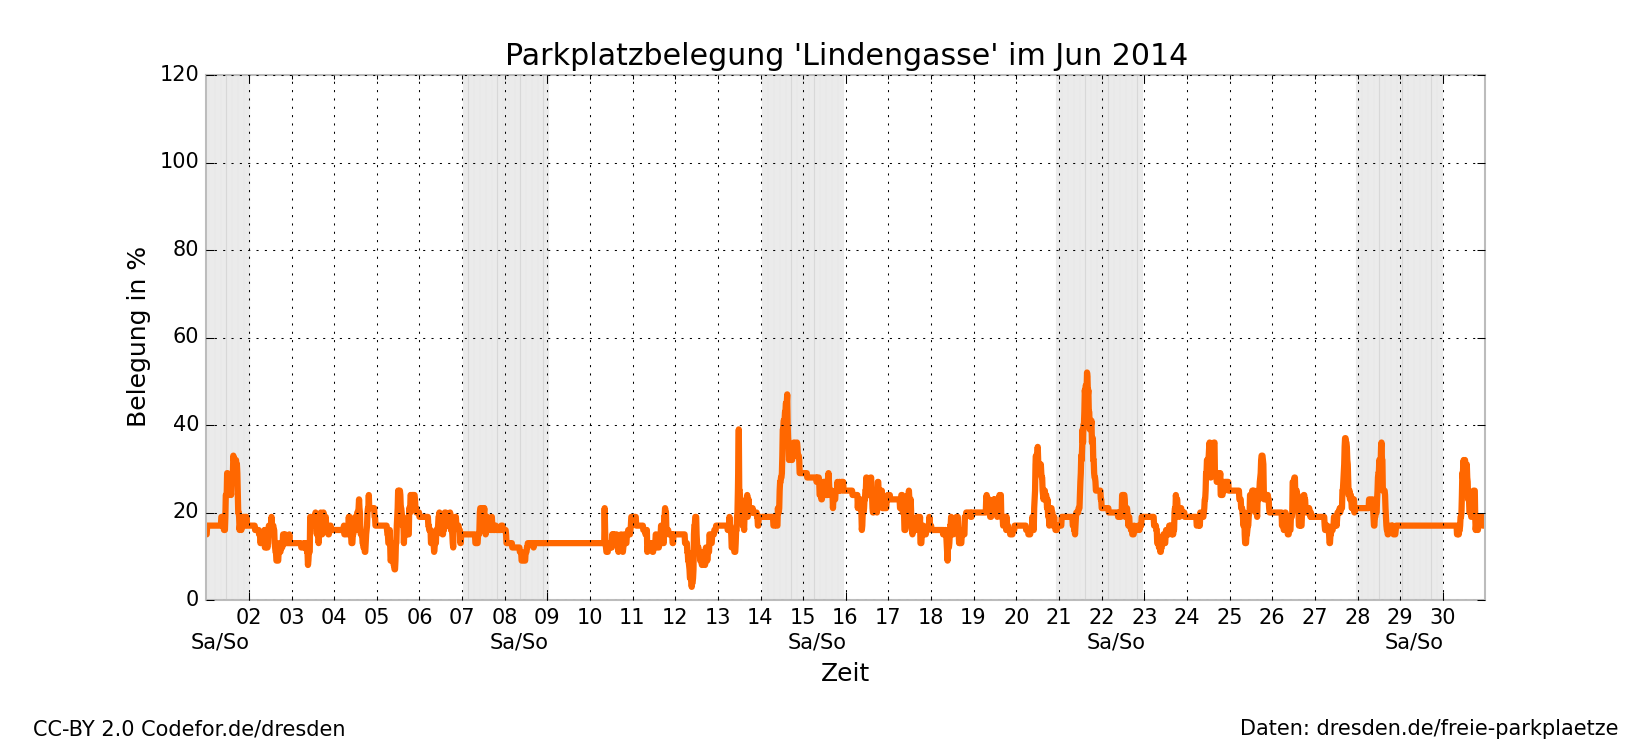 Parkplatzbelegung 'Lindengasse' im Jun 2014
120
100
80
60
40
20
0
Belegung in %
02 03 04 05 06 07 08 09 10 11 12 13 14 15 16 17 18 19 20 21 22 23 24 25 26 27 28 29 30
Sa/So Sa/So Sa/So Sa/So Sa/So
Zeit
CC-BY 2.0 Codefor.de/dresden
Daten: dresden.de/freie-parkplaetze